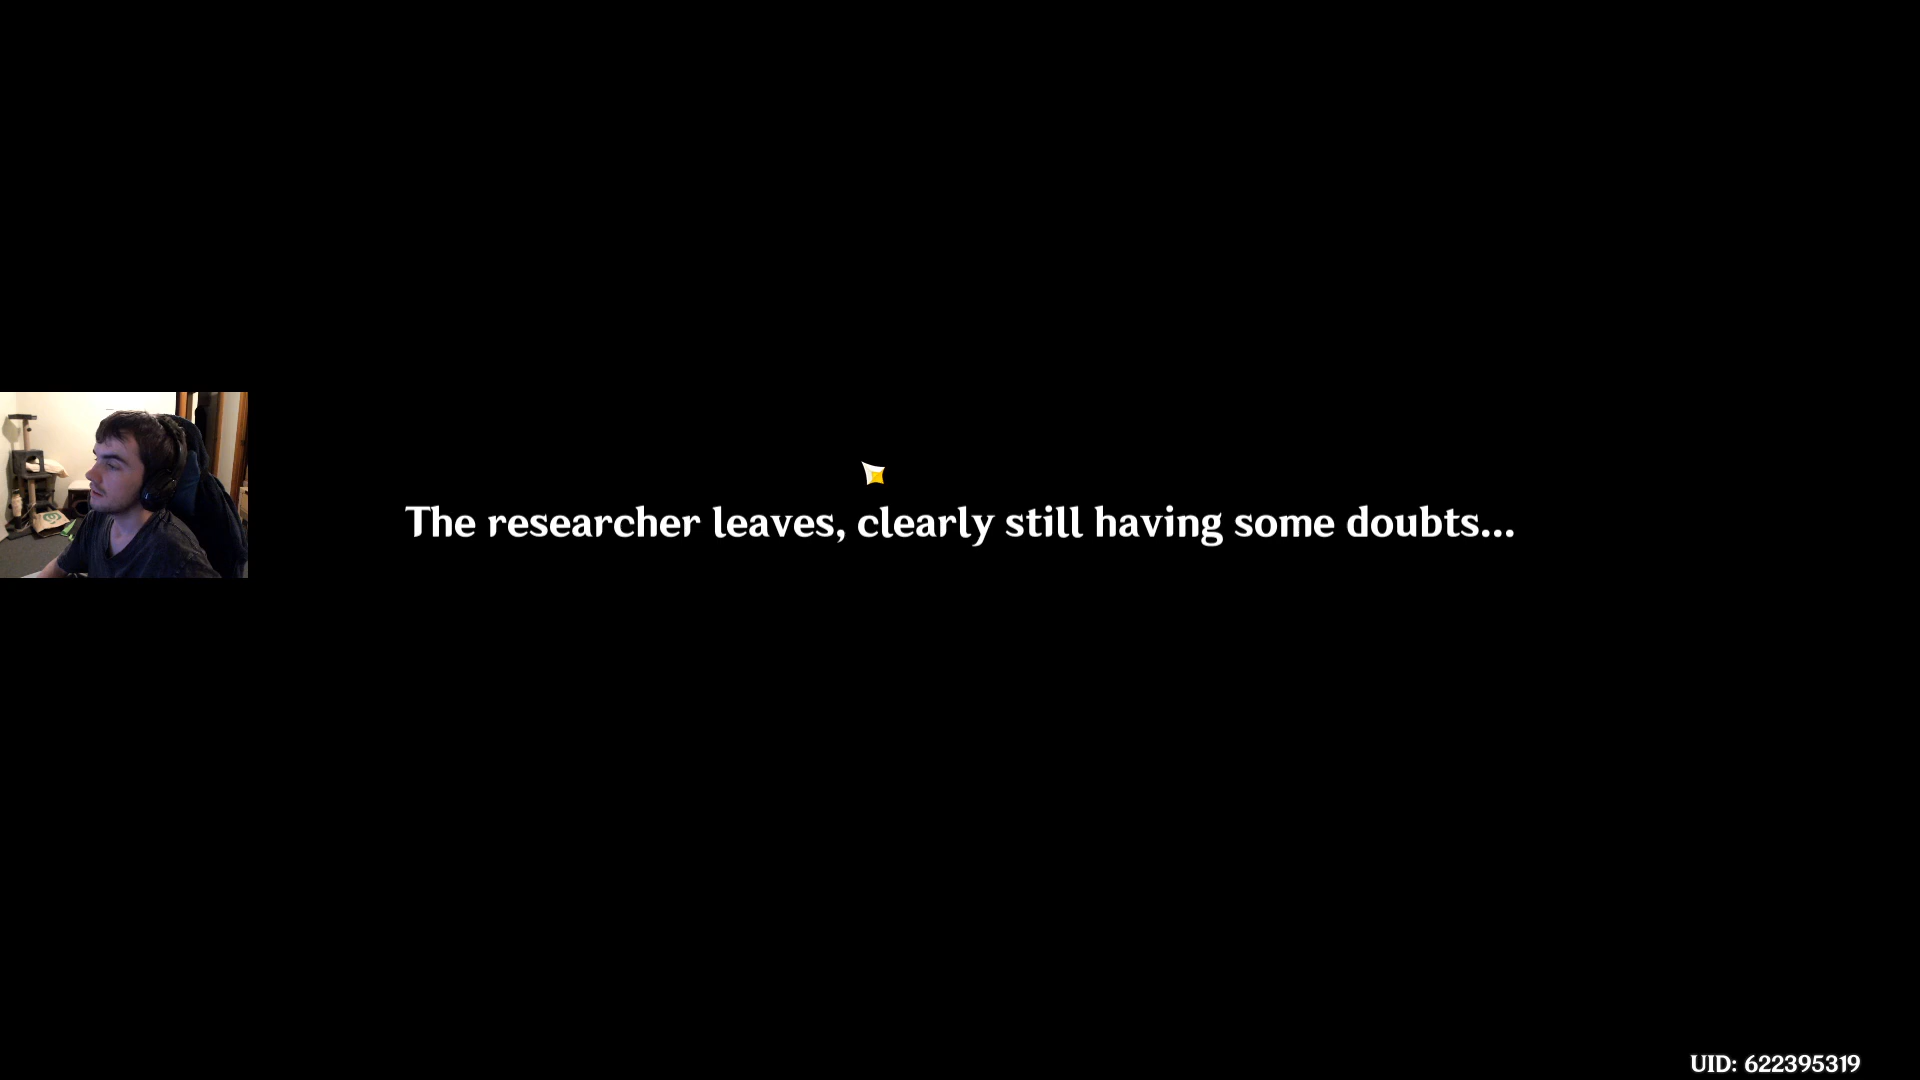 The researcher leaves, clearly still having some doubts...
UID: 622395319